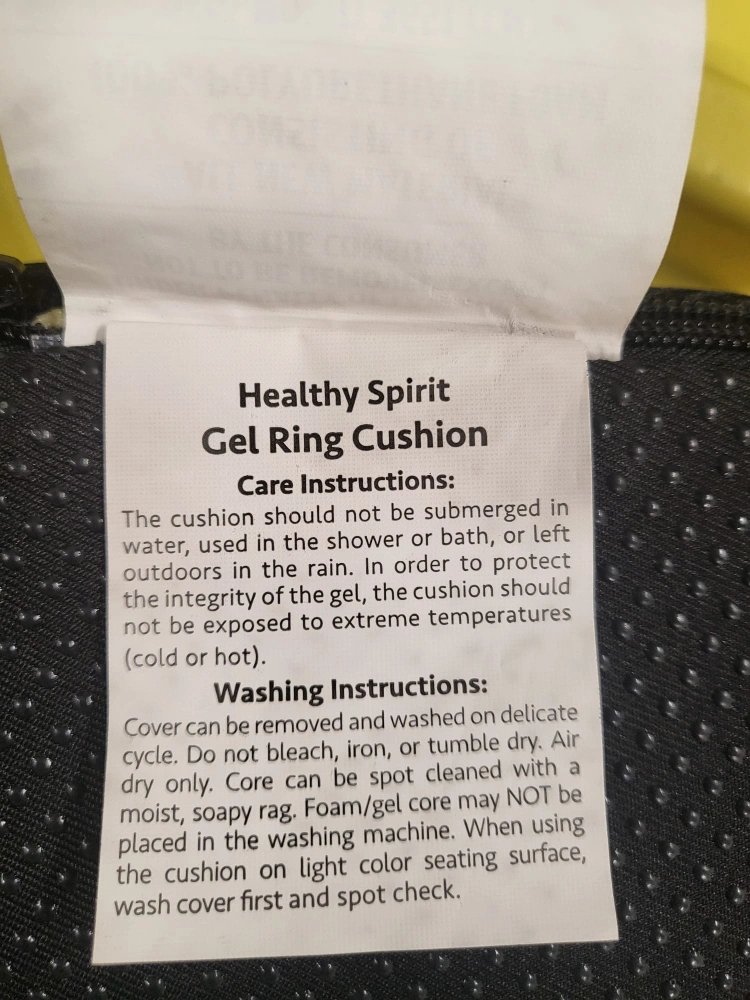 Healthy Spirit
Gel Ring Cushion
Care Instructions:
The cushion should not be submerged in
water, used in the shower or bath, or left
outdoors in the rain. In order to protect
the integrity of the gel, the cushion should
not be exposed to extreme temperatures
(cold or hot).
Washing Instructions:
Cover can be removed and washed on delicate
cycle. Do not bleach, iron, or tumble dry. Air
dry only. Core can be spot cleaned with a
moist, soapy rag. Foam/gel core may NOT be
placed in the washing machine. When using
the cushion on light color seating surface,
wash cover first and spot check.